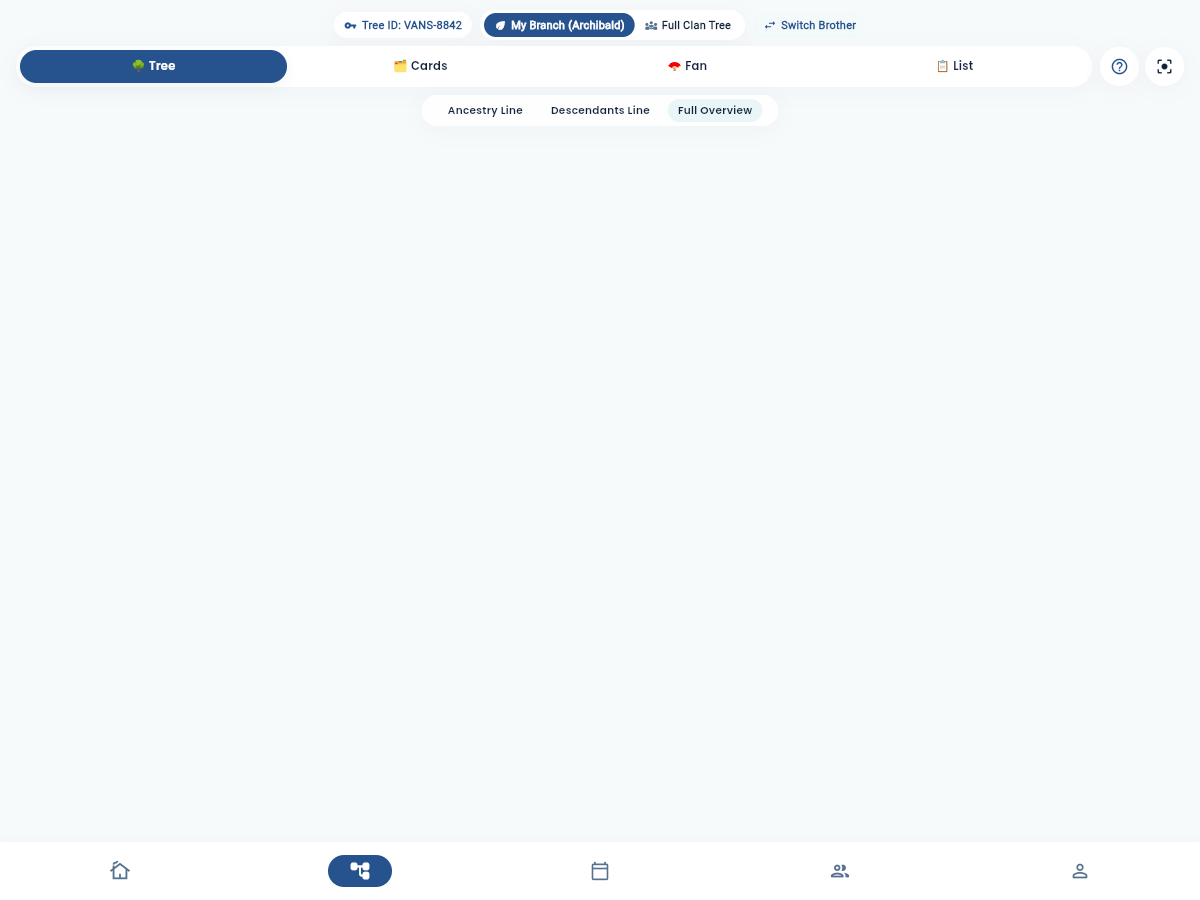 Tree ID: VANS-8842
My Branch (Archibald)
Full Clan Tree
Switch Brother
Tree
Cards
Fan
List
Ancestry Line
Descendants Line
Full Overview